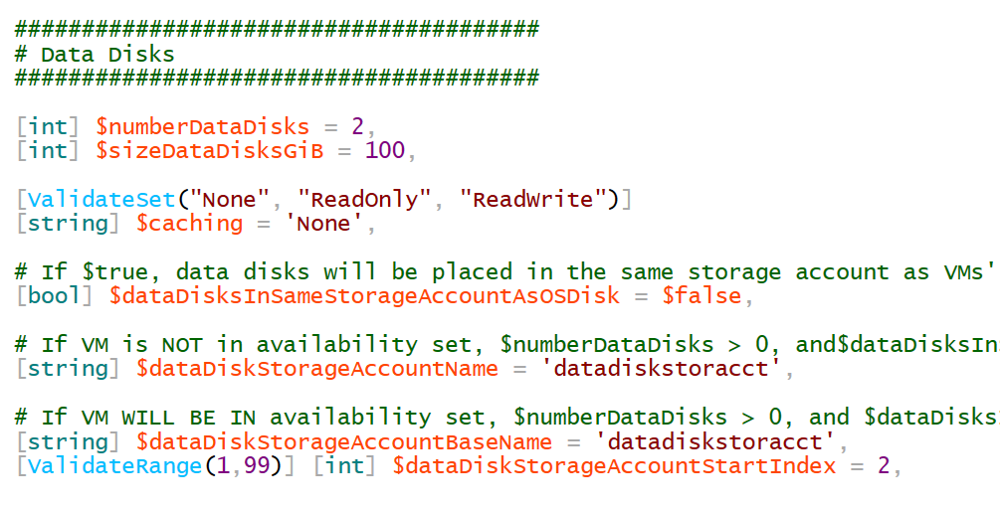 #######################################
# Data Disks
#######################################
[int] $numberDataDisks = 2,
[int] $sizeDataDisksGiB = 100,
[ValidateSet("None", "ReadOnly", "ReadWrite")]
[string] $caching = 'None',
# If $true, data disks will be placed in the same storage account as VMs'
[bool] $dataDisksInSameStorageAccountAsOSDisk = $false,
# If VM is NOT in availability set, $numberDataDisks > 0, and$dataDisksIn
[string] $dataDiskStorageAccountName = 'datadiskstoracct',
# If VM WILL BE IN availability set, $numberDataDisks > 0, and $dataDisks
[string] $dataDiskStorageAccountBaseName = 'datadiskstoracct',
[ValidateRange(1,99)] [int] $dataDiskStorageAccountStartIndex = 2,